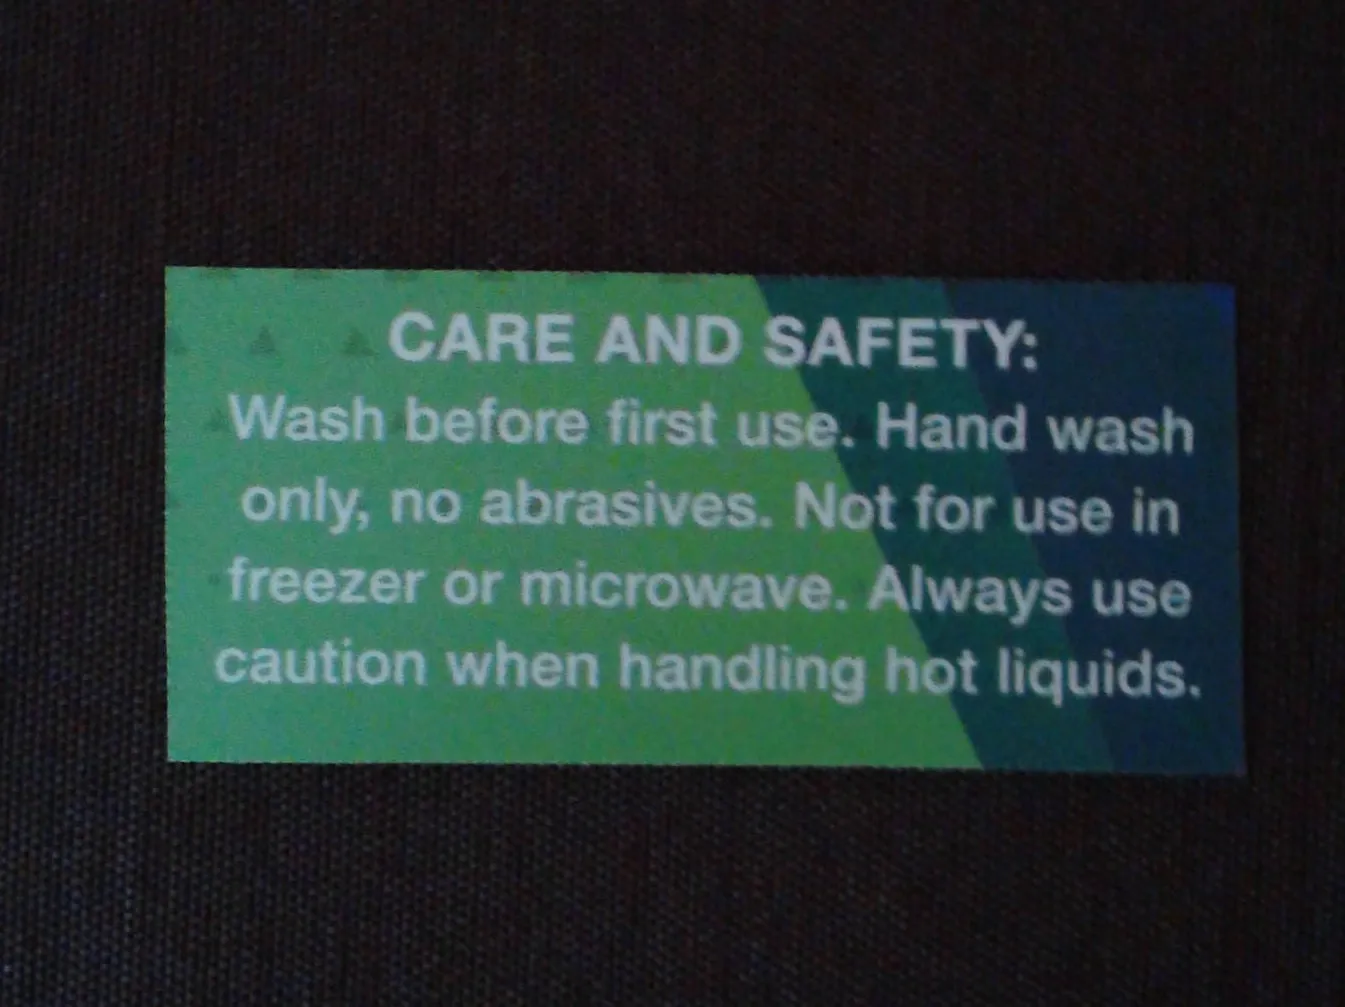 CARE AND SAFETY:
Wash before first use. Hand wash
only, no abrasives. Not for use in
freezer or microwave. Always use
caution when handling hot liquids.